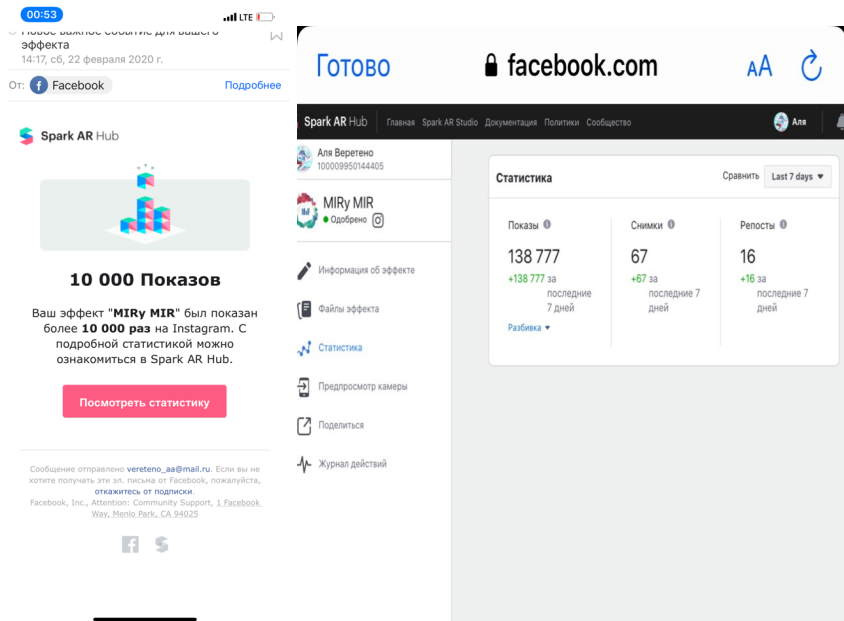 00:53
LTE
Новое важное событие для вашего
эффекта
14:17, сб, 22 февраля 2020 г.
От: Facebook Подробнее
Spark AR Hub
10 000 Показов
Ваш эффект "MIRy MIR" был показан
более 10 000 раз на Instagram. С
подробной статистикой можно
ознакомиться в Spark AR Hub.
Посмотреть статистику
Сообщение отправлено vereteno_aa@mail.ru. Если вы не
хотите получать эти эл. письма от Facebook, пожалуйста,
откажитесь от подписки.
Facebook, Inc., Attention: Community Support, 1 Facebook
Way, Menlo Park, CA 94025
Готово facebook.com AA
Spark AR Hub Главная Spark AR Studio Документация Политики Сообщество Аля
Аля Веретено
100009950144405
MIRy MIR
Одобрено
Информация об эффекте
Файлы эффекта
Статистика
Предпросмотр камеры
Поделиться
Журнал действий
Статистика Сравнить Last 7 days
Показы
138 777
+138 777 за
последние
7 дней
Разбивка
Снимки
67
+67 за
последние 7
дней
Репосты
16
+16 за
последние 7
дней